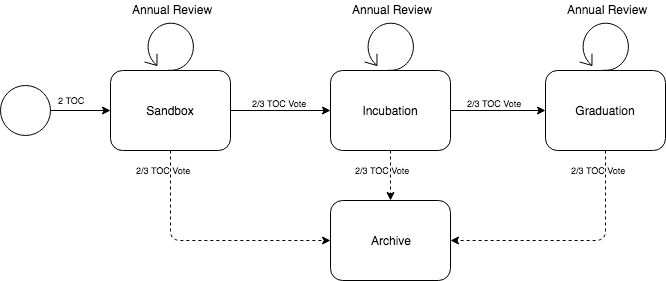 Annual Review
Annual Review
Annual Review
2 TOC
Sandbox
2/3 TOC Vote
Incubation
2/3 TOC Vote
Graduation
2/3 TOC Vote
2/3 TOC Vote
2/3 TOC Vote
Archive